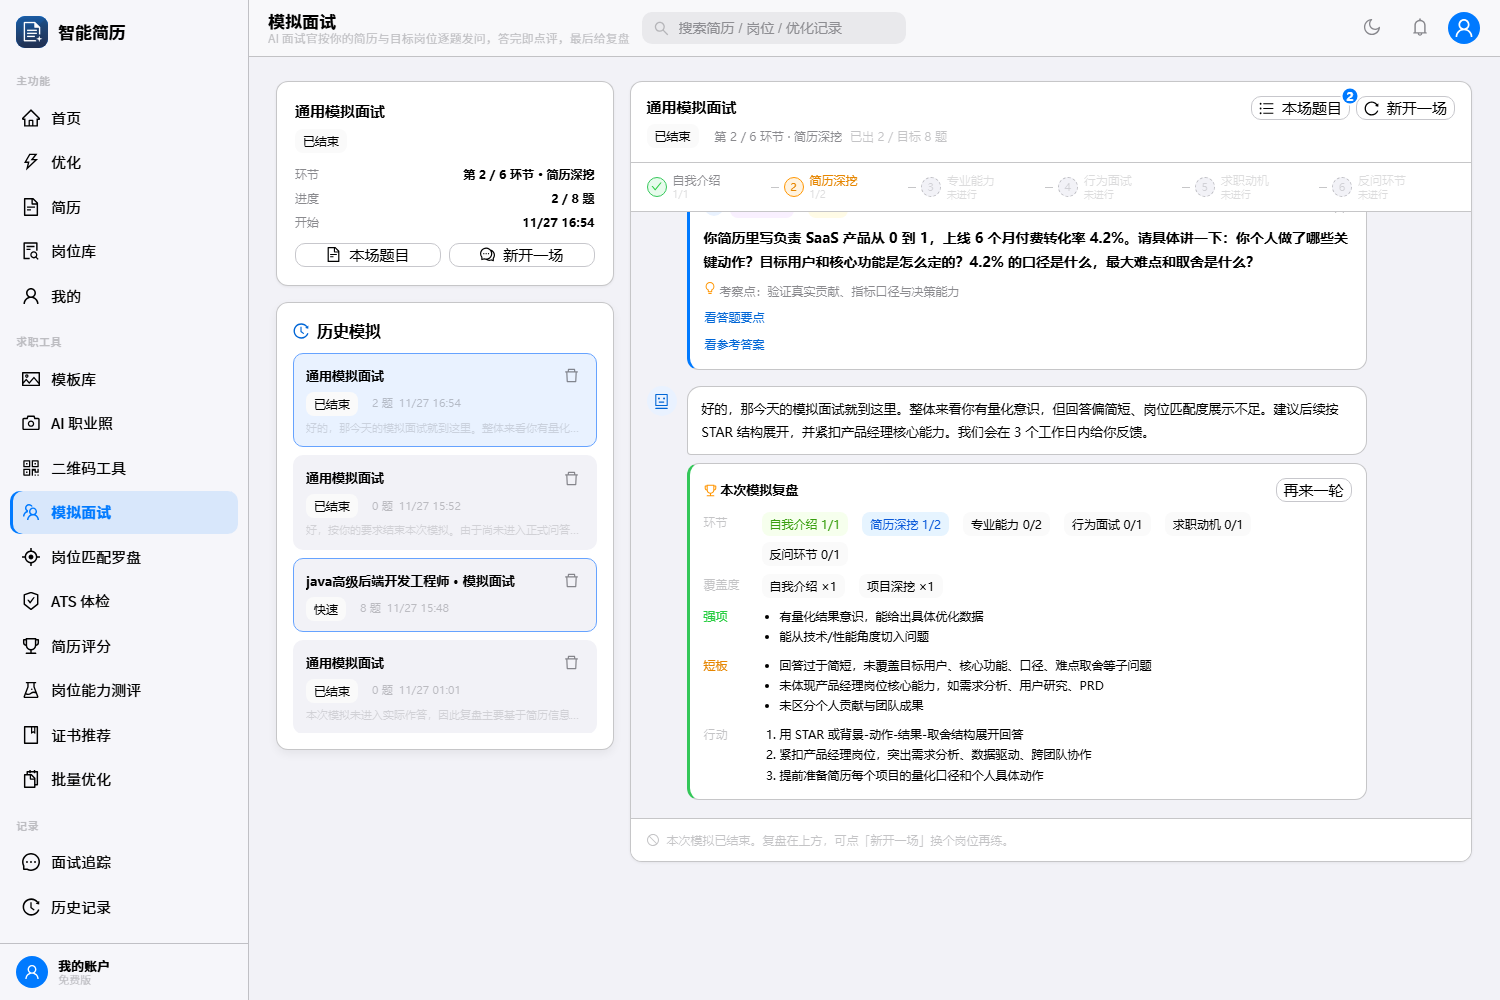 智能简历
主功能
首页
优化
简历
岗位库
我的
求职工具
模板库
AI 职业照
二维码工具
模拟面试
岗位匹配罗盘
ATS 体检
简历评分
岗位能力测评
证书推荐
批量优化
记录
面试追踪
历史记录
我的账户
免费版
模拟面试
AI 面试官按你的简历与目标岗位逐题发问，答完即点评，最后给复盘
搜索简历 / 岗位 / 优化记录
通用模拟面试
已结束
环节 第 2 / 6 环节 · 简历深挖
进度 2 / 8 题
开始 11/27 16:54
本场题目 新开一场
历史模拟
通用模拟面试
已结束 2 题 11/27 16:54
好的，那今天的模拟面试就到这里。整体来看你有量化...
通用模拟面试
已结束 0 题 11/27 15:52
好，按你的要求结束本次模拟。由于尚未进入正式问答...
java高级后端开发工程师 · 模拟面试
快速 8 题 11/27 15:48
通用模拟面试
已结束 0 题 11/27 01:01
本次模拟未进入实际作答，因此复盘主要基于简历信息...
通用模拟面试
本场题目 2 新开一场
已结束 第 2 / 6 环节 · 简历深挖 已出 2 / 目标 8 题
自我介绍 1/1
2 简历深挖 1/2
3 专业能力 未进行
4 行为面试 未进行
5 求职动机 未进行
6 反问环节 未进行
你简历里写负责 SaaS 产品从 0 到 1，上线 6 个月付费转化率 4.2%。请具体讲一下：你个人做了哪些关
键动作？目标用户和核心功能是怎么定的？4.2% 的口径是什么，最大难点和取舍是什么？
考察点：验证真实贡献、指标口径与决策能力
看答题要点
看参考答案
好的，那今天的模拟面试就到这里。整体来看你有量化意识，但回答偏简短、岗位匹配度展示不足。建议后续按
STAR 结构展开，并紧扣产品经理核心能力。我们会在 3 个工作日内给你反馈。
本次模拟复盘 再来一轮
环节 自我介绍 1/1 简历深挖 1/2 专业能力 0/2 行为面试 0/1 求职动机 0/1
反问环节 0/1
覆盖度 自我介绍 ×1 项目深挖 ×1
强项 • 有量化结果意识，能给出具体优化数据
• 能从技术/性能角度切入问题
短板 • 回答过于简短，未覆盖目标用户、核心功能、口径、难点取舍等子问题
• 未体现产品经理岗位核心能力，如需求分析、用户研究、PRD
• 未区分个人贡献与团队成果
行动 1. 用 STAR 或背景-动作-结果-取舍结构展开回答
2. 紧扣产品经理岗位，突出需求分析、数据驱动、跨团队协作
3. 提前准备简历每个项目的量化口径和个人具体动作
本次模拟已结束。复盘在上方，可点「新开一场」换个岗位再练。